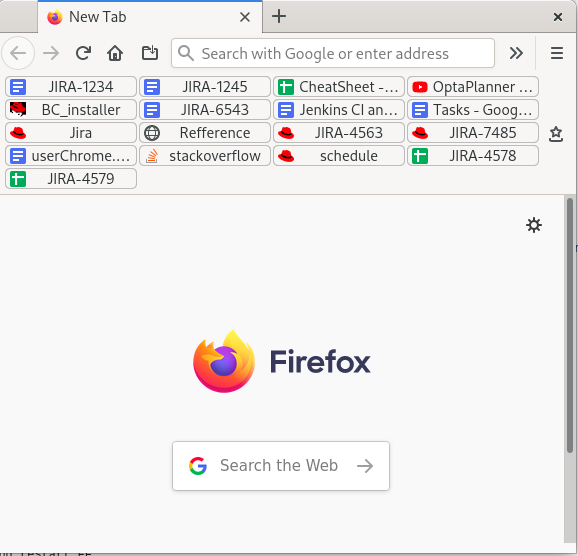 New Tab
Search with Google or enter address
JIRA-1234 JIRA-1245 CheatSheet -... OptaPlanner ...
BC_installer JIRA-6543 Jenkins CI an... Tasks - Goog...
Jira Refference JIRA-4563 JIRA-7485
userChrome.... stackoverflow schedule JIRA-4578
JIRA-4579
Firefox
Search the Web